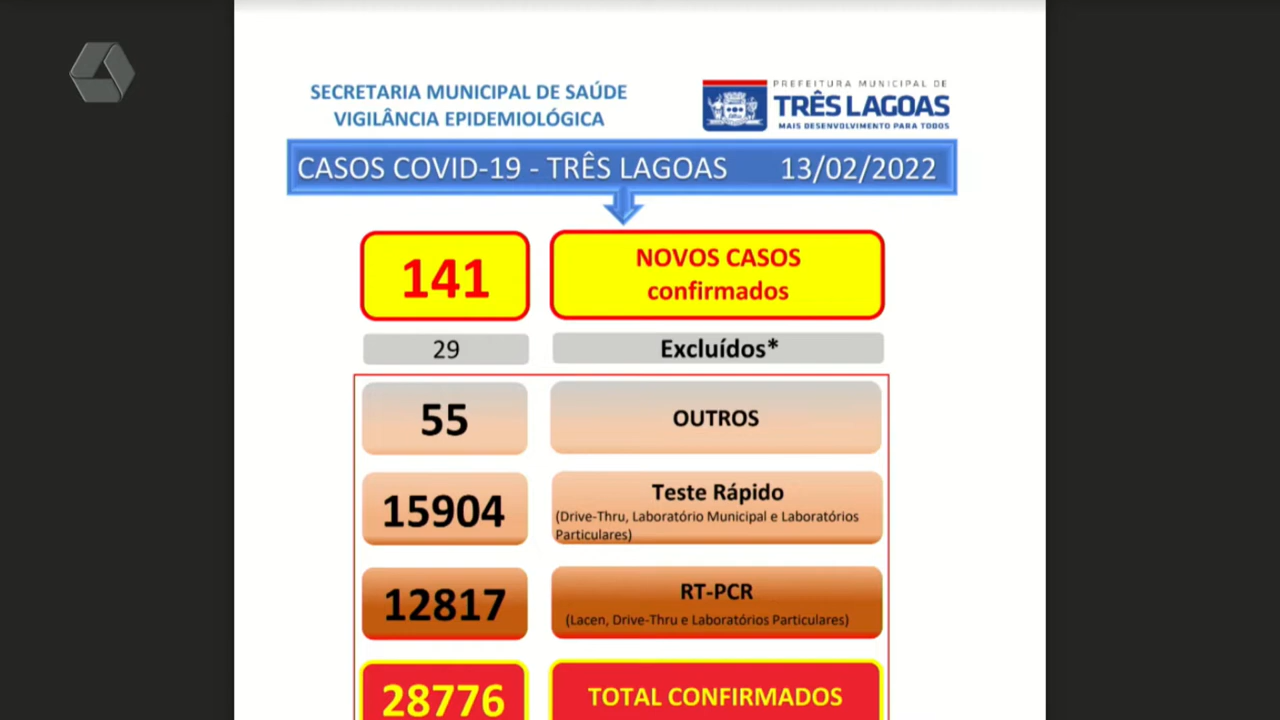 SECRETARIA MUNICIPAL DE SAÚDE
VIGILÂNCIA EPIDEMIOLÓGICA
PREFEITURA MUNICIPAL DE
TRÊS LAGOAS
MAIS DESENVOLVIMENTO PARA TODOS
CASOS COVID-19 - TRÊS LAGOAS 13/02/2022
141
NOVOS CASOS
confirmados
29
Excluídos*
55
OUTROS
15904
Teste Rápido
(Drive-Thru, Laboratório Municipal e Laboratórios
Particulares)
12817
RT-PCR
(Lacen, Drive-Thru e Laboratórios Particulares)
28776
TOTAL CONFIRMADOS